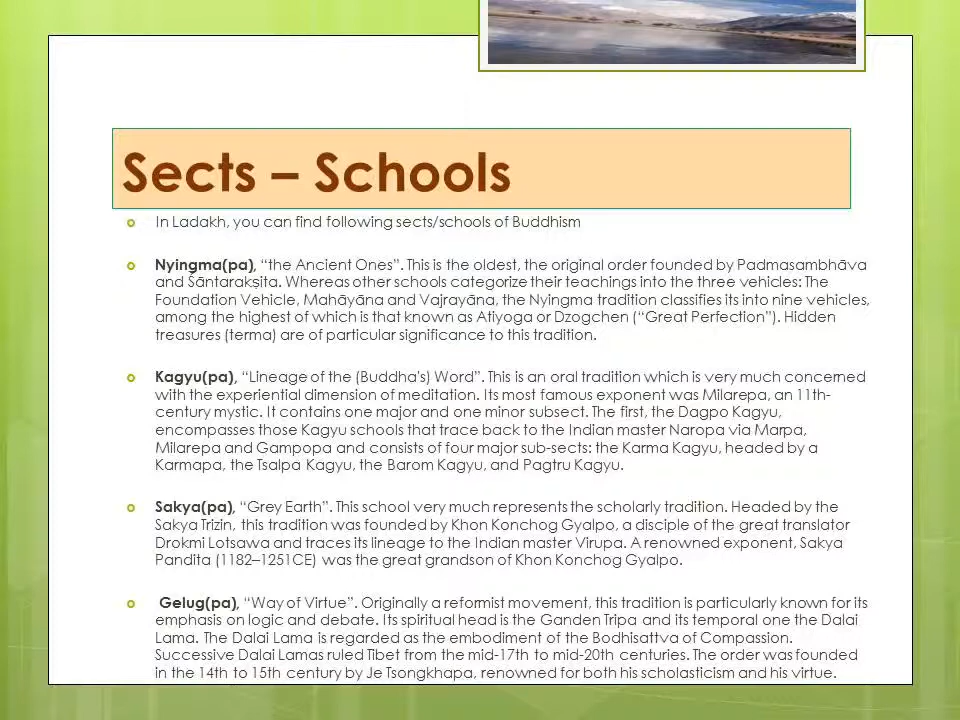 Sects – Schools
In Ladakh, you can find following sects/schools of Buddhism
Nyingma(pa), “the Ancient Ones”. This is the oldest, the original order founded by Padmasambhāva
and Śāntarakṣita. Whereas other schools categorize their teachings into the three vehicles: The
Foundation Vehicle, Mahāyāna and Vajrayāna, the Nyingma tradition classifies its into nine vehicles,
among the highest of which is that known as Atiyoga or Dzogchen (“Great Perfection”). Hidden
treasures (terma) are of particular significance to this tradition.
Kagyu(pa), “Lineage of the (Buddha's) Word”. This is an oral tradition which is very much concerned
with the experiential dimension of meditation. Its most famous exponent was Milarepa, an 11th-
century mystic. It contains one major and one minor subsect. The first, the Dagpo Kagyu,
encompasses those Kagyu schools that trace back to the Indian master Naropa via Marpa,
Milarepa and Gampopa and consists of four major sub-sects: the Karma Kagyu, headed by a
Karmapa, the Tsalpa Kagyu, the Barom Kagyu, and Pagtru Kagyu.
Sakya(pa), “Grey Earth”. This school very much represents the scholarly tradition. Headed by the
Sakya Trizin, this tradition was founded by Khon Konchog Gyalpo, a disciple of the great translator
Drokmi Lotsawa and traces its lineage to the Indian master Virupa. A renowned exponent, Sakya
Pandita (1182–1251CE) was the great grandson of Khon Konchog Gyalpo.
Gelug(pa), “Way of Virtue”. Originally a reformist movement, this tradition is particularly known for its
emphasis on logic and debate. Its spiritual head is the Ganden Tripa and its temporal one the Dalai
Lama. The Dalai Lama is regarded as the embodiment of the Bodhisattva of Compassion.
Successive Dalai Lamas ruled Tibet from the mid-17th to mid-20th centuries. The order was founded
in the 14th to 15th century by Je Tsongkhapa, renowned for both his scholasticism and his virtue.